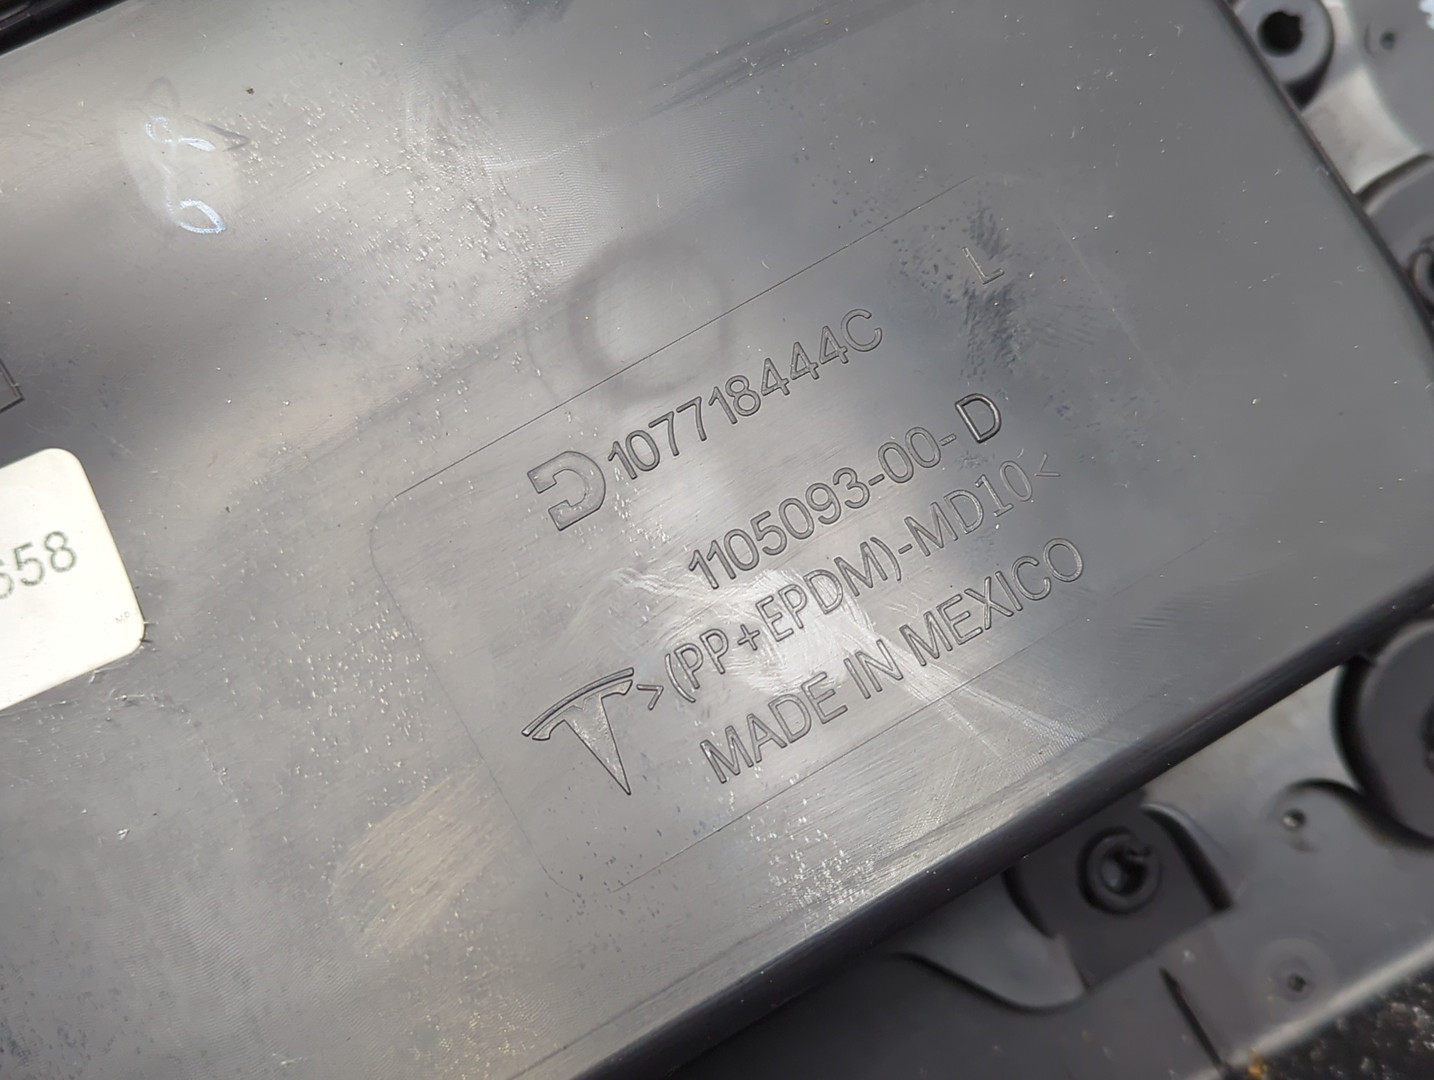 L
107718444C
1105093-00-D
>(PP+EPDM)-MD10<
MADE IN MEXICO
658